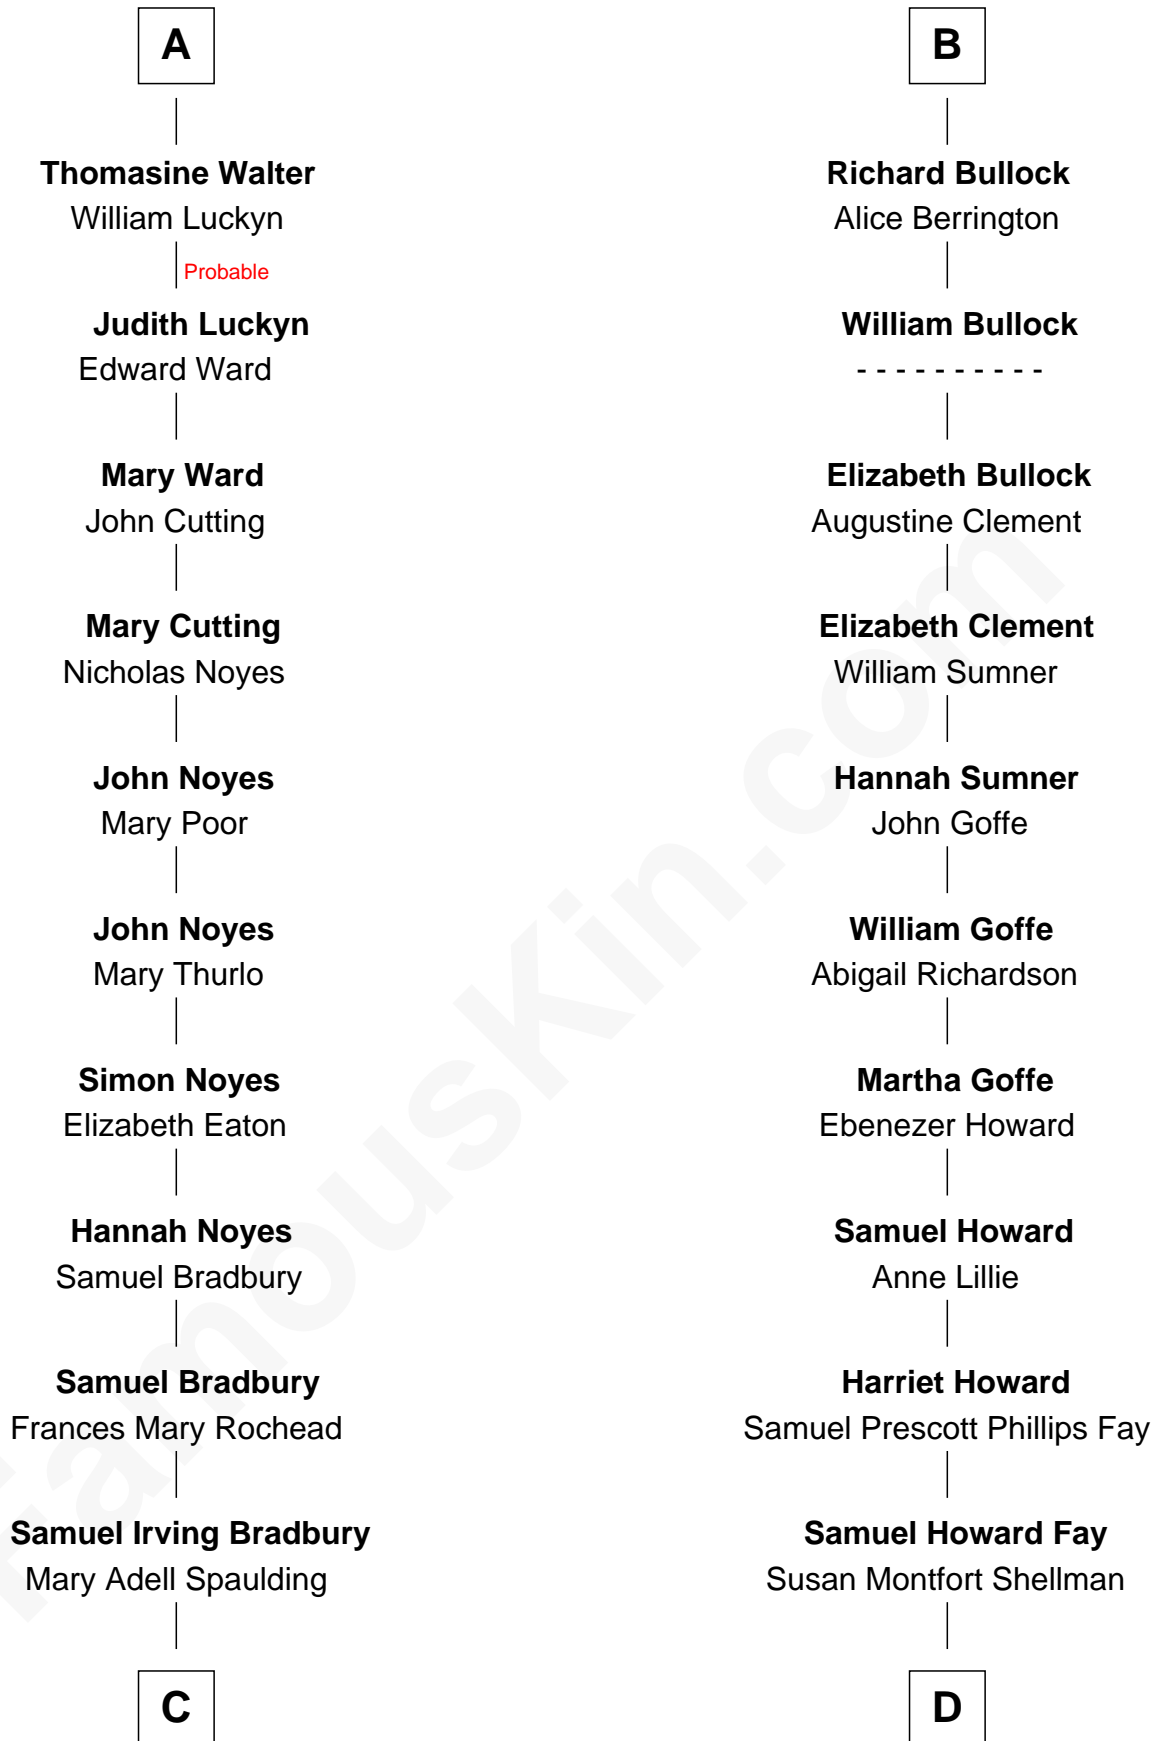 A
Thomasine Walter
William Luckyn
Probable
Judith Luckyn
Edward Ward
Mary Ward
John Cutting
Mary Cutting
Nicholas Noyes
John Noyes
Mary Poor
John Noyes
Mary Thurlo
Simon Noyes
Elizabeth Eaton
Hannah Noyes
Samuel Bradbury
Samuel Bradbury
Frances Mary Rochead
Samuel Irving Bradbury
Mary Adell Spaulding
C
B
Richard Bullock
Alice Berrington
William Bullock
- - - - - - - - - -
Elizabeth Bullock
Augustine Clement
Elizabeth Clement
William Sumner
Hannah Sumner
John Goffe
William Goffe
Abigail Richardson
Martha Goffe
Ebenezer Howard
Samuel Howard
Anne Lillie
Harriet Howard
Samuel Prescott Phillips Fay
Samuel Howard Fay
Susan Montfort Shellman
D
FamousKin.com